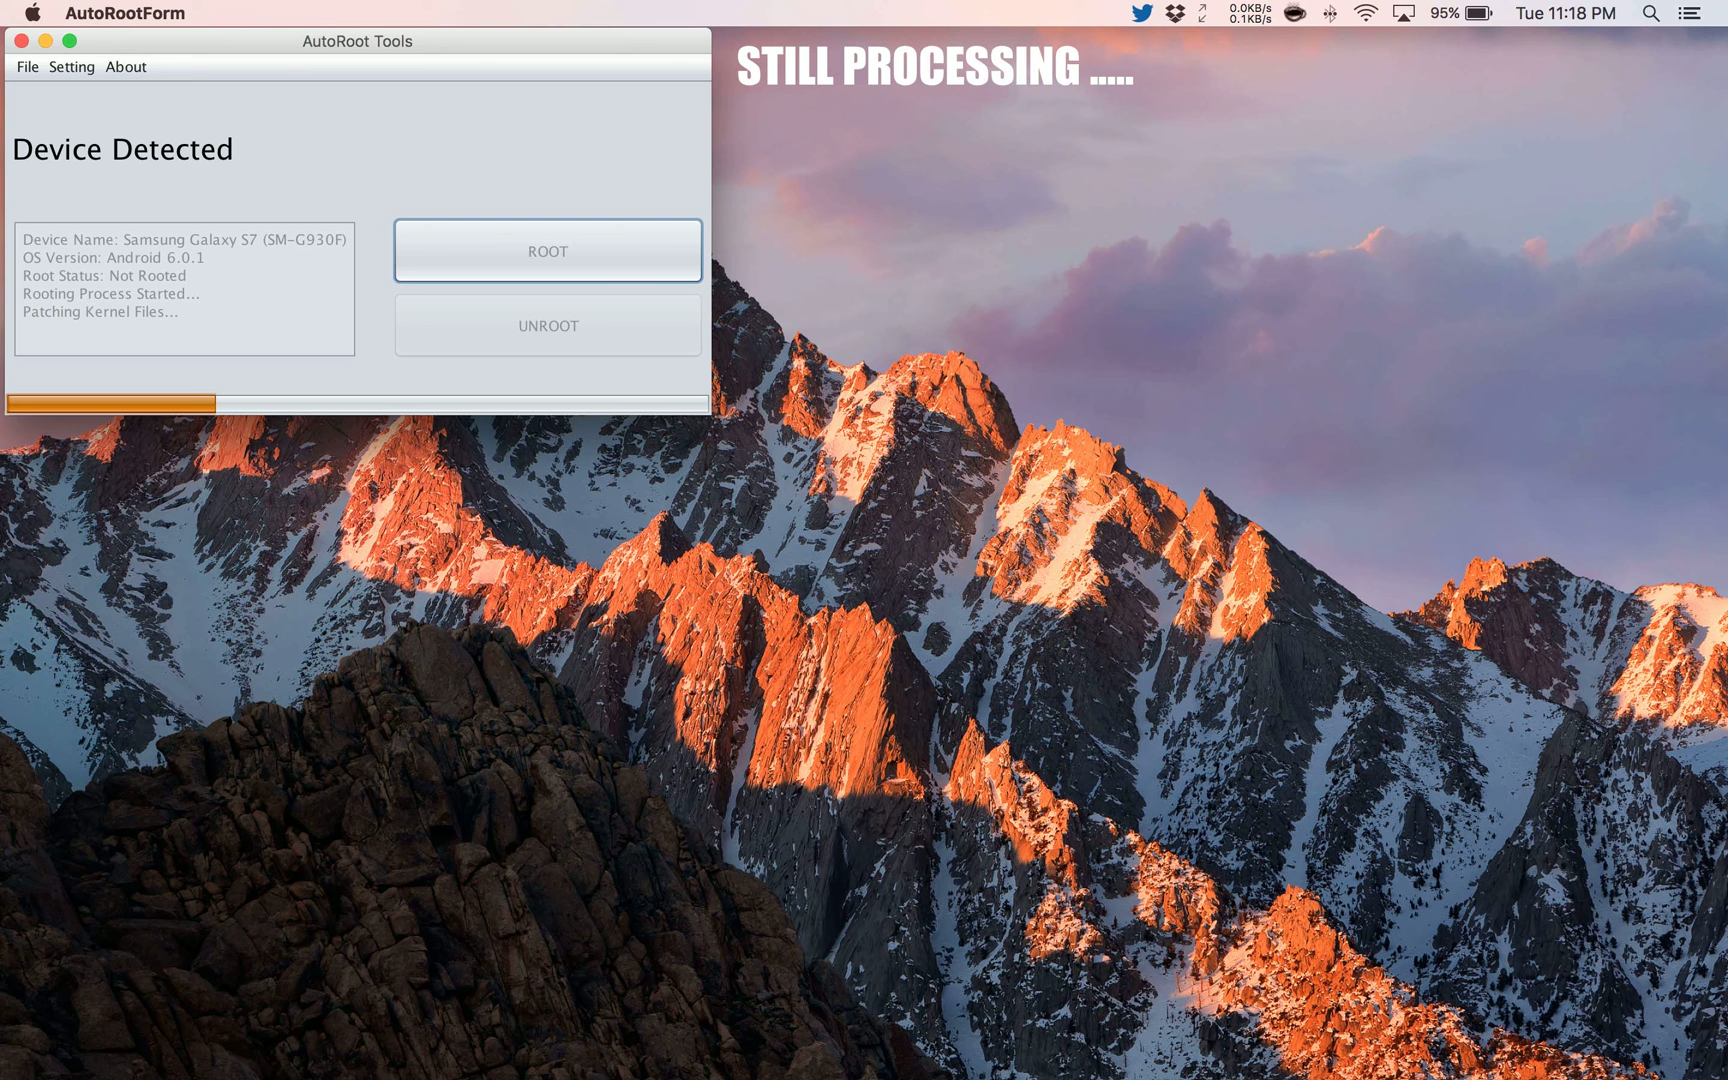 AutoRootForm
0.0KB/s
0.1KB/s
95%
Tue 11:18 PM
AutoRoot Tools
File Setting About
STILL PROCESSING .....
Device Detected
Device Name: Samsung Galaxy S7 (SM-G930F)
OS Version: Android 6.0.1
Root Status: Not Rooted
Rooting Process Started...
Patching Kernel Files...
ROOT
UNROOT